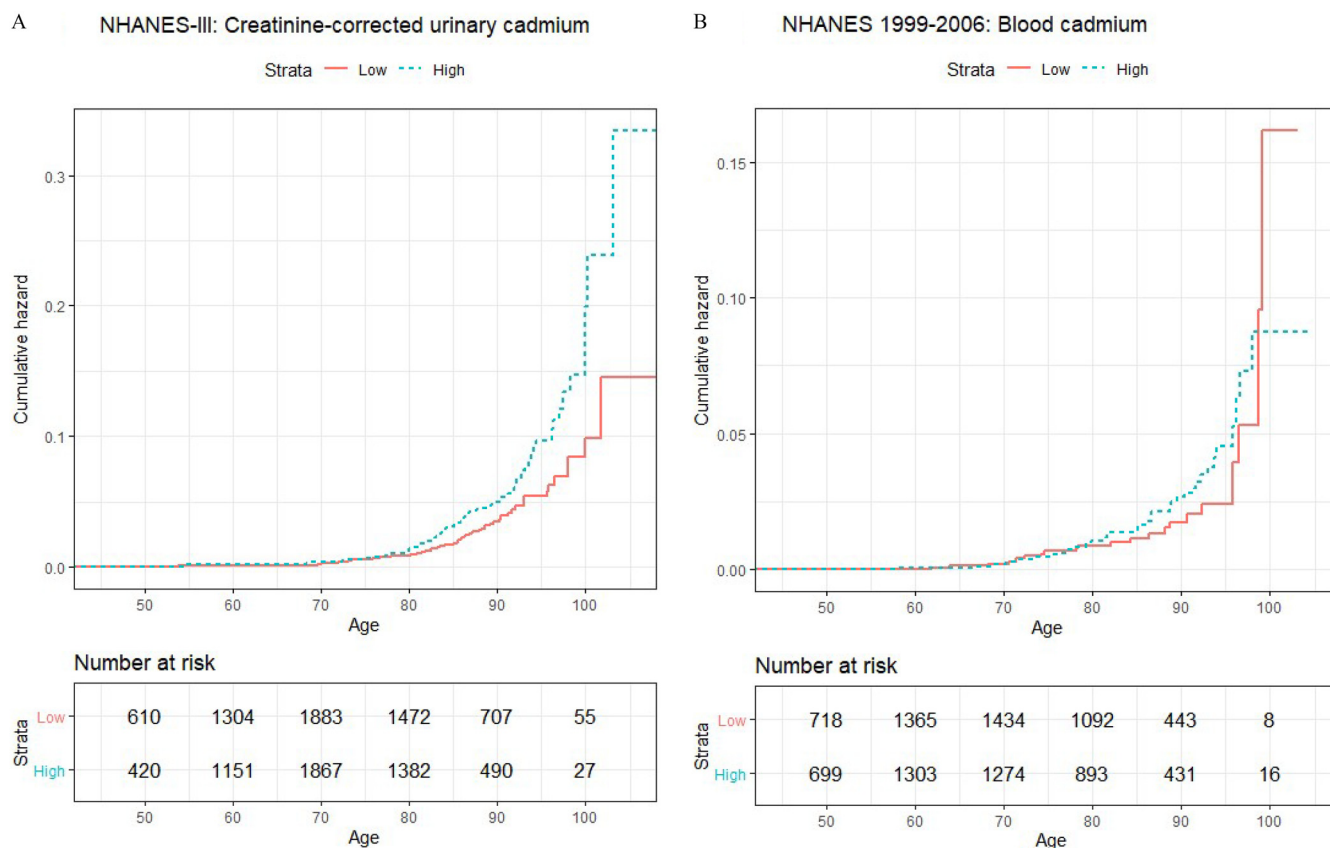 A
NHANES-III: Creatinine-corrected urinary cadmium
Strata Low High
Cumulative hazard
0.3
0.2
0.1
0.0
50 60 70 80 90 100
Age
Number at risk
Strata
Low 610 1304 1883 1472 707 55
High 420 1151 1867 1382 490 27
50 60 70 80 90 100
Age
B
NHANES 1999-2006: Blood cadmium
Strata Low High
Cumulative hazard
0.15
0.10
0.05
0.00
50 60 70 80 90 100
Age
Number at risk
Strata
Low 718 1365 1434 1092 443 8
High 699 1303 1274 893 431 16
50 60 70 80 90 100
Age